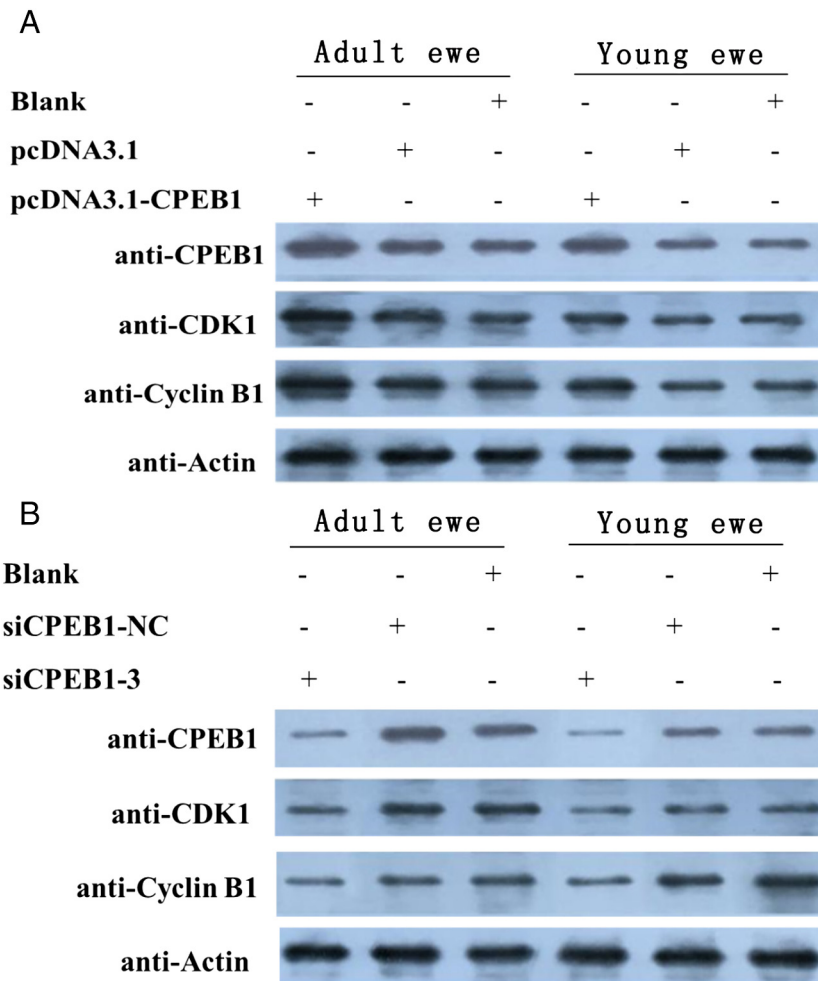 A
Adult ewe Young ewe
Blank - - + - - +
pcDNA3.1 - + - - + -
pcDNA3.1-CPEB1 + - - + - -
anti-CPEB1
anti-CDK1
anti-Cyclin B1
anti-Actin
B
Adult ewe Young ewe
Blank - - + - - +
siCPEB1-NC - + - - + -
siCPEB1-3 + - - + - -
anti-CPEB1
anti-CDK1
anti-Cyclin B1
anti-Actin